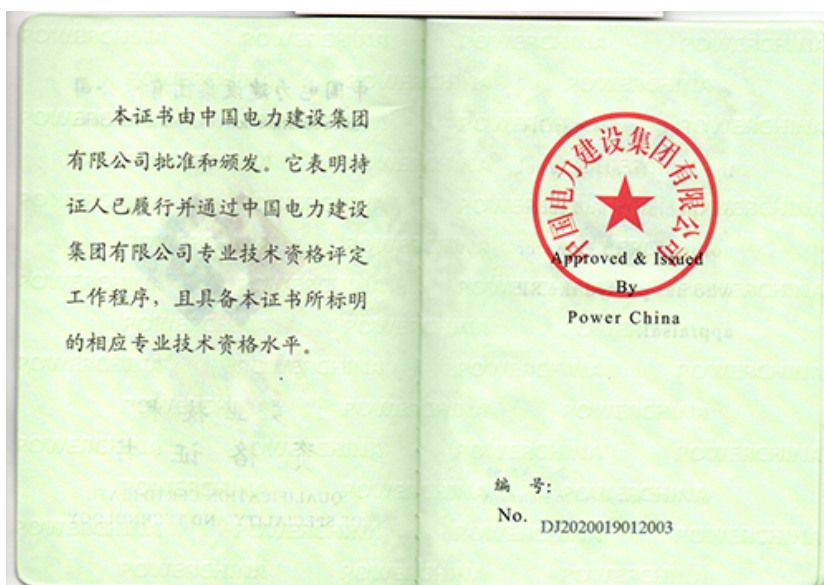 本证书由中国电力建设集团
有限公司批准和颁发。它表明持
证人已履行并通过中国电力建设
集团有限公司专业技术资格评定
工作程序，且具备本证书所标明
的相应专业技术资格水平。
中国电力建设集团有限公司
Approved & Issued
By
Power China
编 号:
No. DJ2020019012003